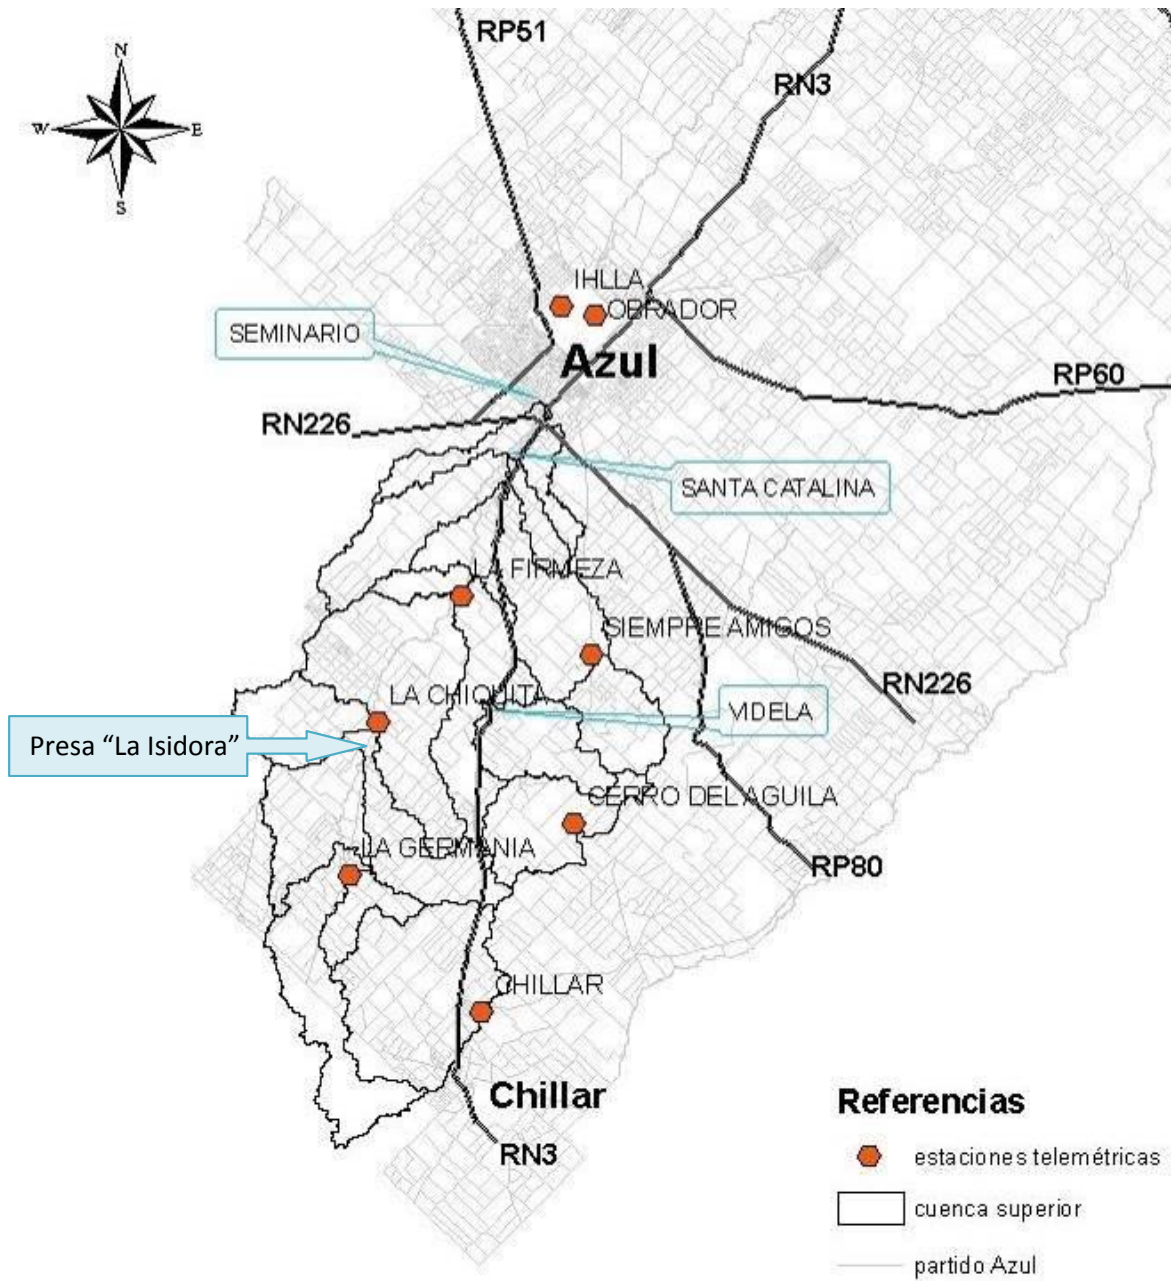 RP51
N
RN3
W
E
S
IHLLA
OBRADOR
SEMINARIO
Azul
RP60
RN226
SANTA CATALINA
LA FIRMEZA
SIEMPRE AMIGOS
RN226
LA CHIQUITA
VIDELA
Presa “La Isidora”
CERRO DEL AGUILA
LA GERMANIA
RP80
CHILLAR
Chillar
Referencias
RN3
estaciones telemétricas
cuenca superior
partido Azul